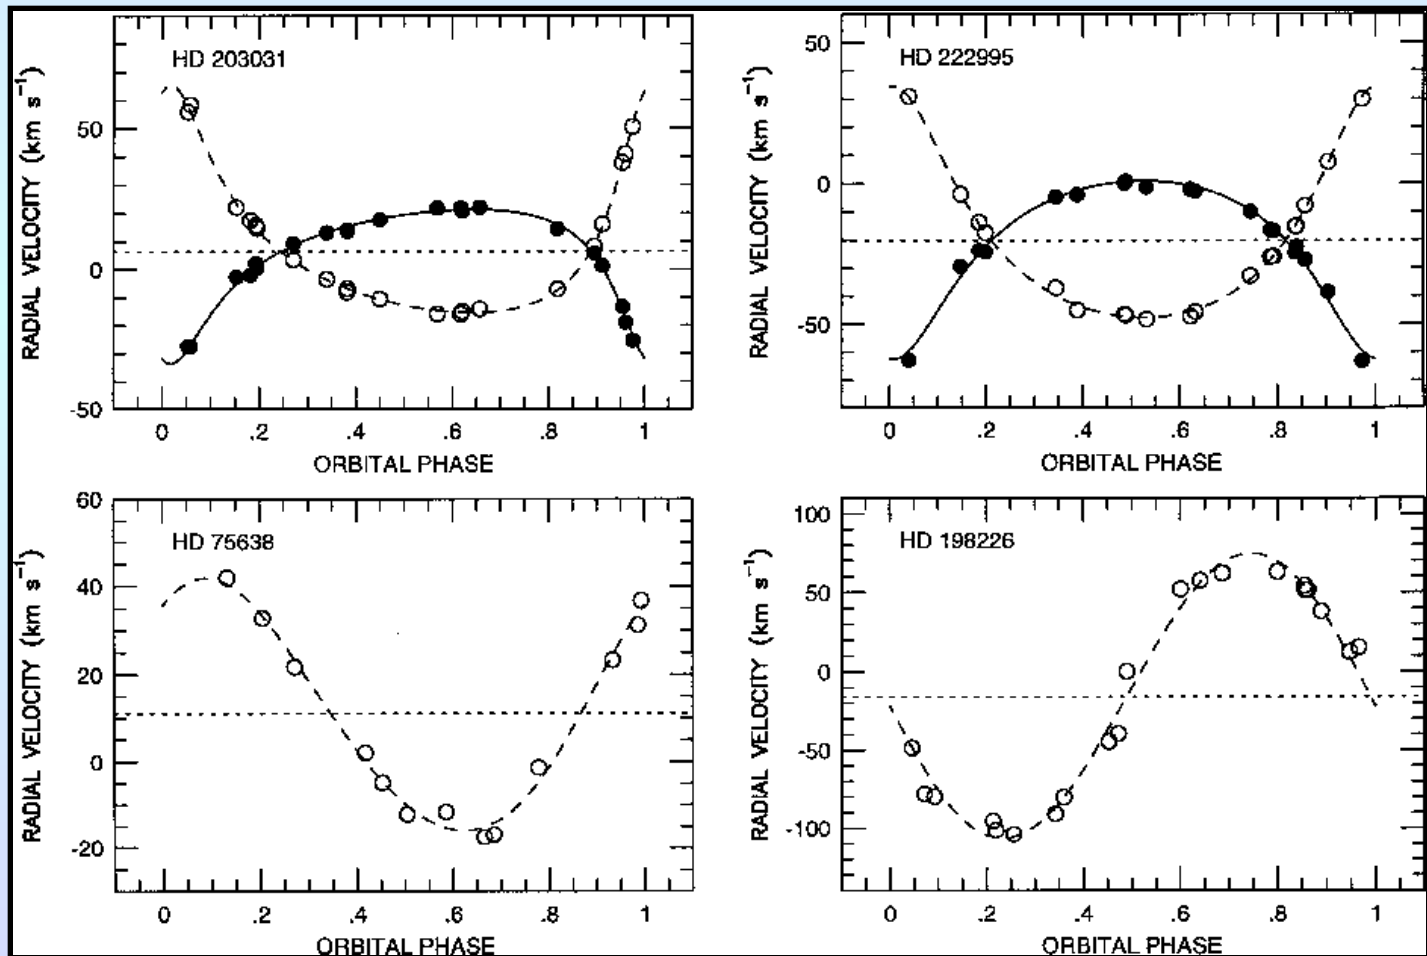 HD 203031
RADIAL VELOCITY (km s⁻¹)
50
0
-50
0 .2 .4 .6 .8 1
ORBITAL PHASE
HD 222995
RADIAL VELOCITY (km s⁻¹)
50
0
-50
0 .2 .4 .6 .8 1
ORBITAL PHASE
HD 75638
RADIAL VELOCITY (km s⁻¹)
60
40
20
0
-20
0 .2 .4 .6 .8 1
ORBITAL PHASE
HD 198226
RADIAL VELOCITY (km s⁻¹)
100
50
0
-50
-100
0 .2 .4 .6 .8 1
ORBITAL PHASE